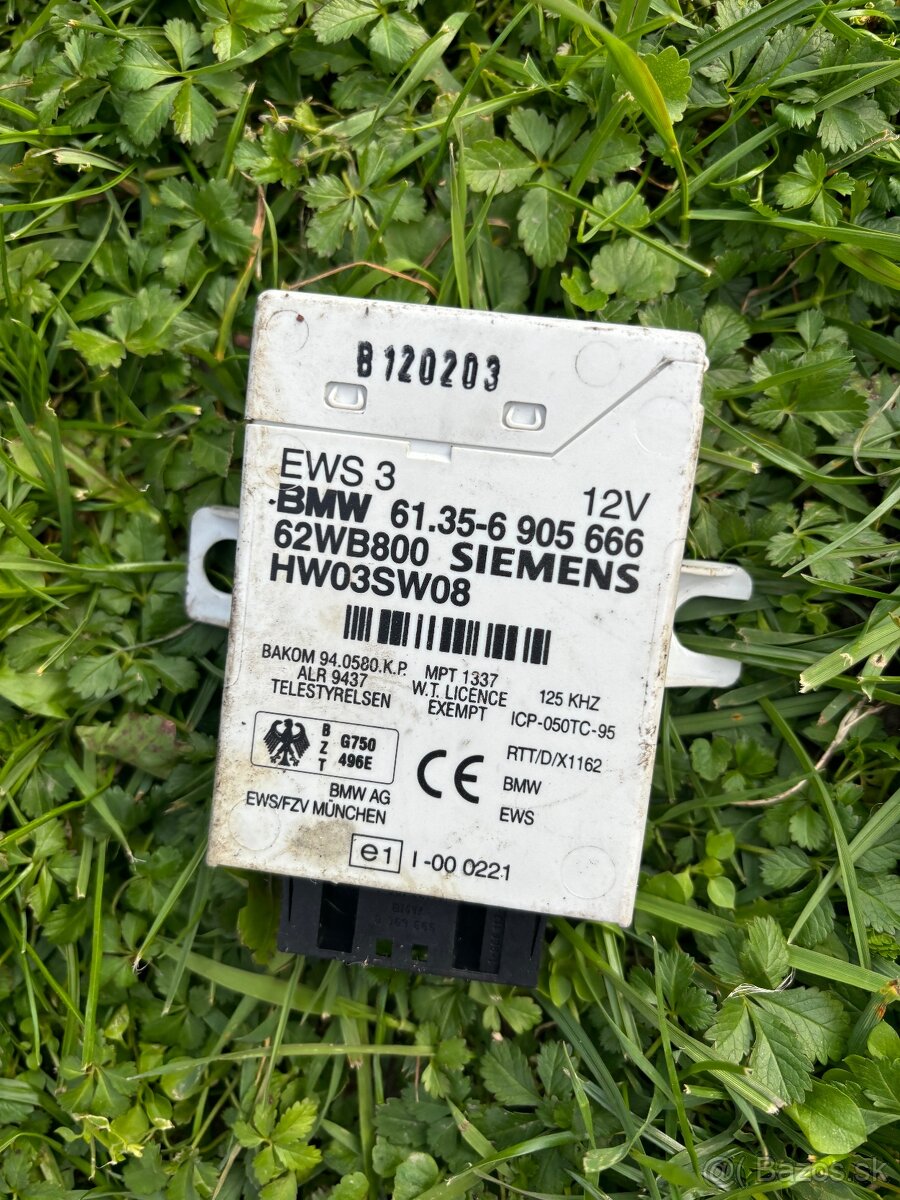 B 120203
EWS 3
12V
BMW 61.35-6 905 666
62WB800 SIEMENS
HW03SW08
BAKOM 94.0580.K.P.
ALR 9437
TELESTYRELSEN
MPT 1337
W.T. LICENCE
EXEMPT
125 KHZ
ICP-050TC-95
RTT/D/X1162
BMW
EWS
BZT
G750
496E
BMW AG
EWS/FZV MÜNCHEN
CE
e1 I-00 0221
Bazos.sk